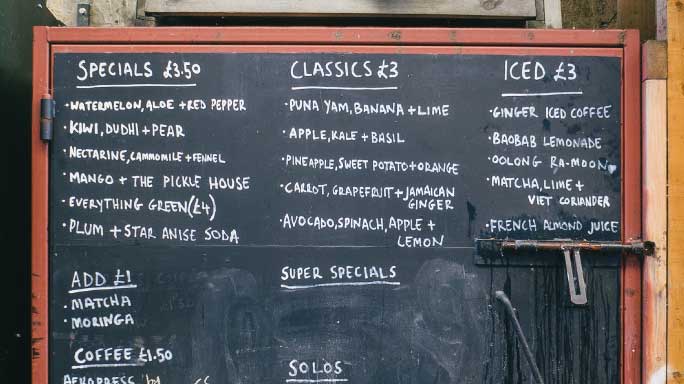 SPECIALS £3.50
• WATERMELON, ALOE + RED PEPPER
• KIWI, DUDHI + PEAR
• NECTARINE, CAMMOMILE + FENNEL
• MANGO + THE PICKLE HOUSE
• EVERYTHING GREEN (£4)
• PLUM + STAR ANISE SODA
ADD £1
• MATCHA
• MORINGA
COFFEE £1.50
CLASSICS £3
• PUNA YAM, BANANA + LIME
• APPLE, KALE + BASIL
• PINEAPPLE, SWEET POTATO + ORANGE
• CARROT, GRAPEFRUIT + JAMAICAN
GINGER
• AVOCADO, SPINACH, APPLE +
LEMON
SUPER SPECIALS
SOLOS
ICED £3
• GINGER ICED COFFEE
• BAOBAB LEMONADE
• OOLONG RA-MOON
• MATCHA, LIME +
VIET CORIANDER
• FRENCH ALMOND JUICE